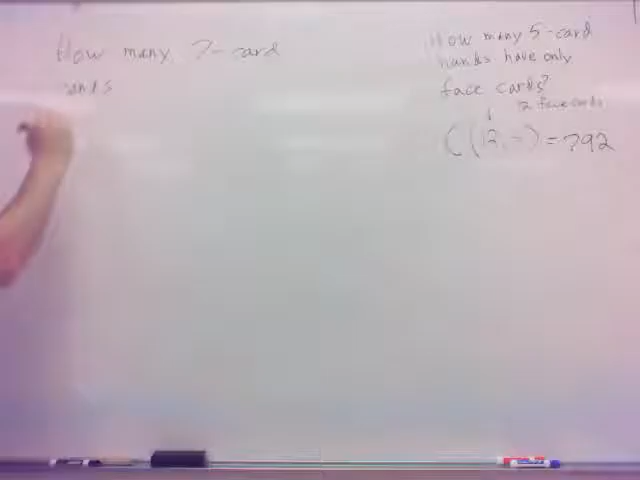 How many 7-card
hands
How many 5-card
hands have only
face cards?
12 face cards
C(12, 5) = 792